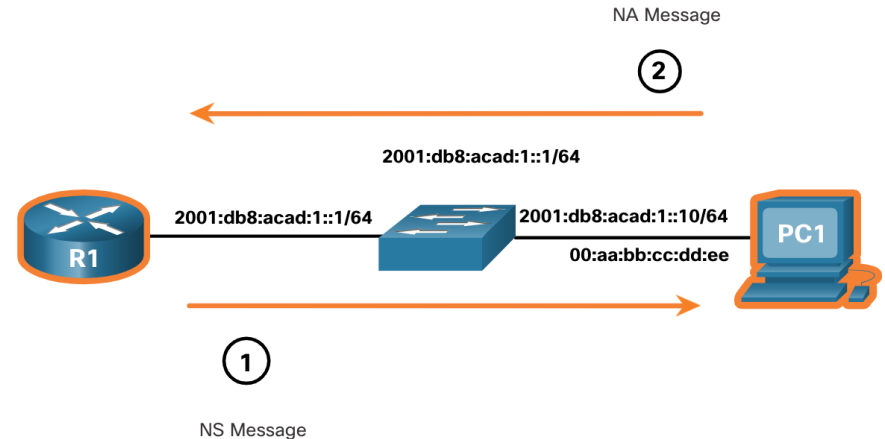 NA Message
2
2001:db8:acad:1::1/64
2001:db8:acad:1::1/64
2001:db8:acad:1::10/64
R1
PC1
00:aa:bb:cc:dd:ee
1
NS Message